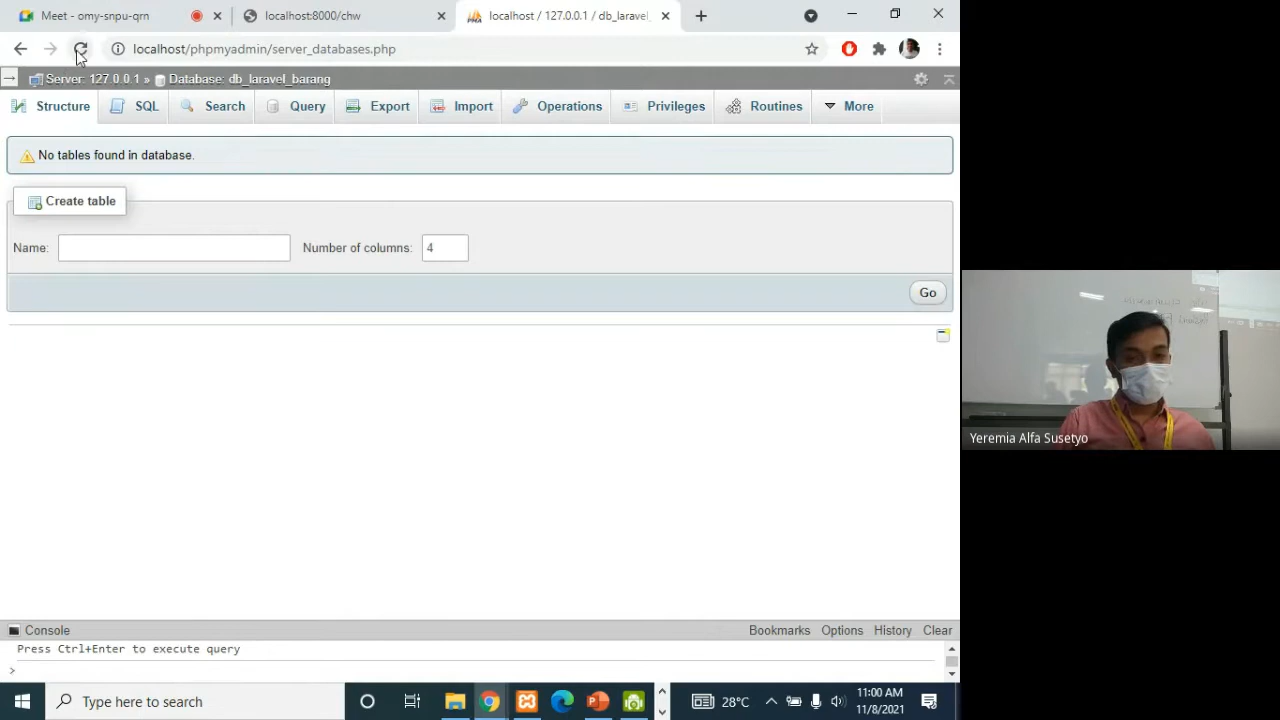 Meet - omy-snpu-qrn
localhost:8000/chw
localhost / 127.0.0.1 / db_laravel_
localhost/phpmyadmin/server_databases.php
Server: 127.0.0.1 » Database: db_laravel_barang
Structure SQL Search Query Export Import Operations Privileges Routines More
No tables found in database.
Create table
Name: Number of columns: 4
Go
Yeremia Alfa Susetyo
Console Bookmarks Options History Clear
Press Ctrl+Enter to execute query
>
Type here to search
28°C
11:00 AM
11/8/2021